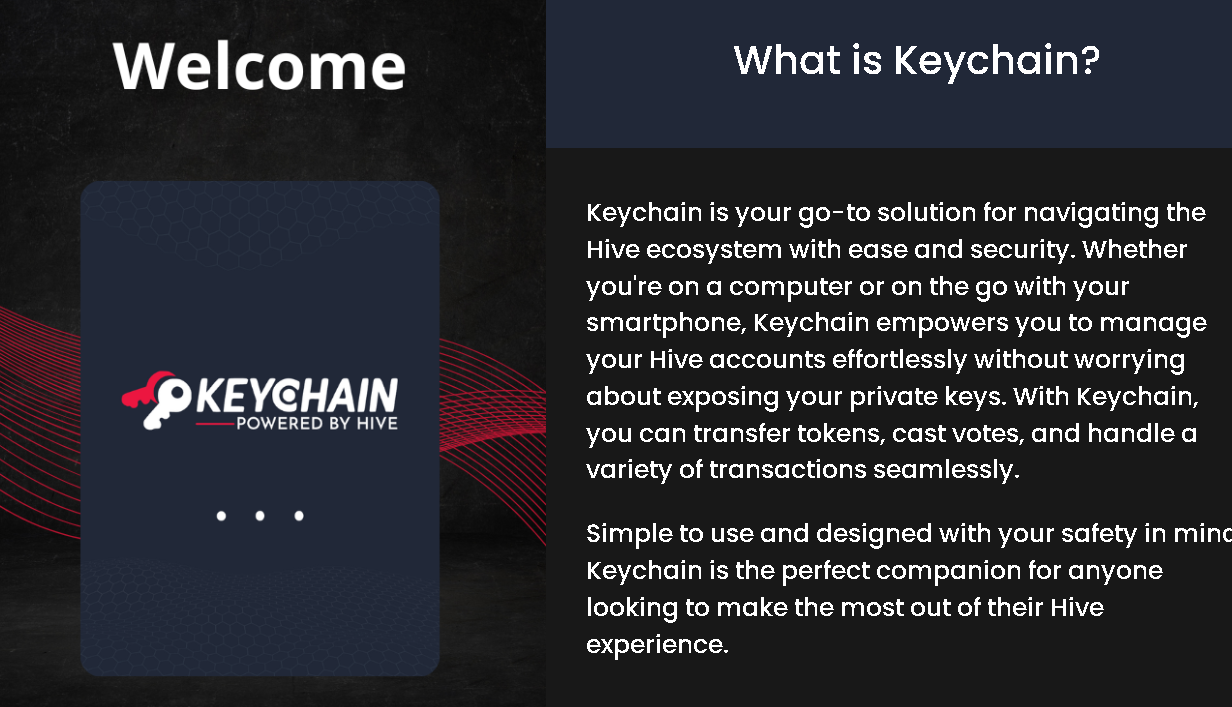 Welcome
KEYCHAIN
POWERED BY HIVE
What is Keychain?
Keychain is your go-to solution for navigating the
Hive ecosystem with ease and security. Whether
you're on a computer or on the go with your
smartphone, Keychain empowers you to manage
your Hive accounts effortlessly without worrying
about exposing your private keys. With Keychain,
you can transfer tokens, cast votes, and handle a
variety of transactions seamlessly.
Simple to use and designed with your safety in mind
Keychain is the perfect companion for anyone
looking to make the most out of their Hive
experience.